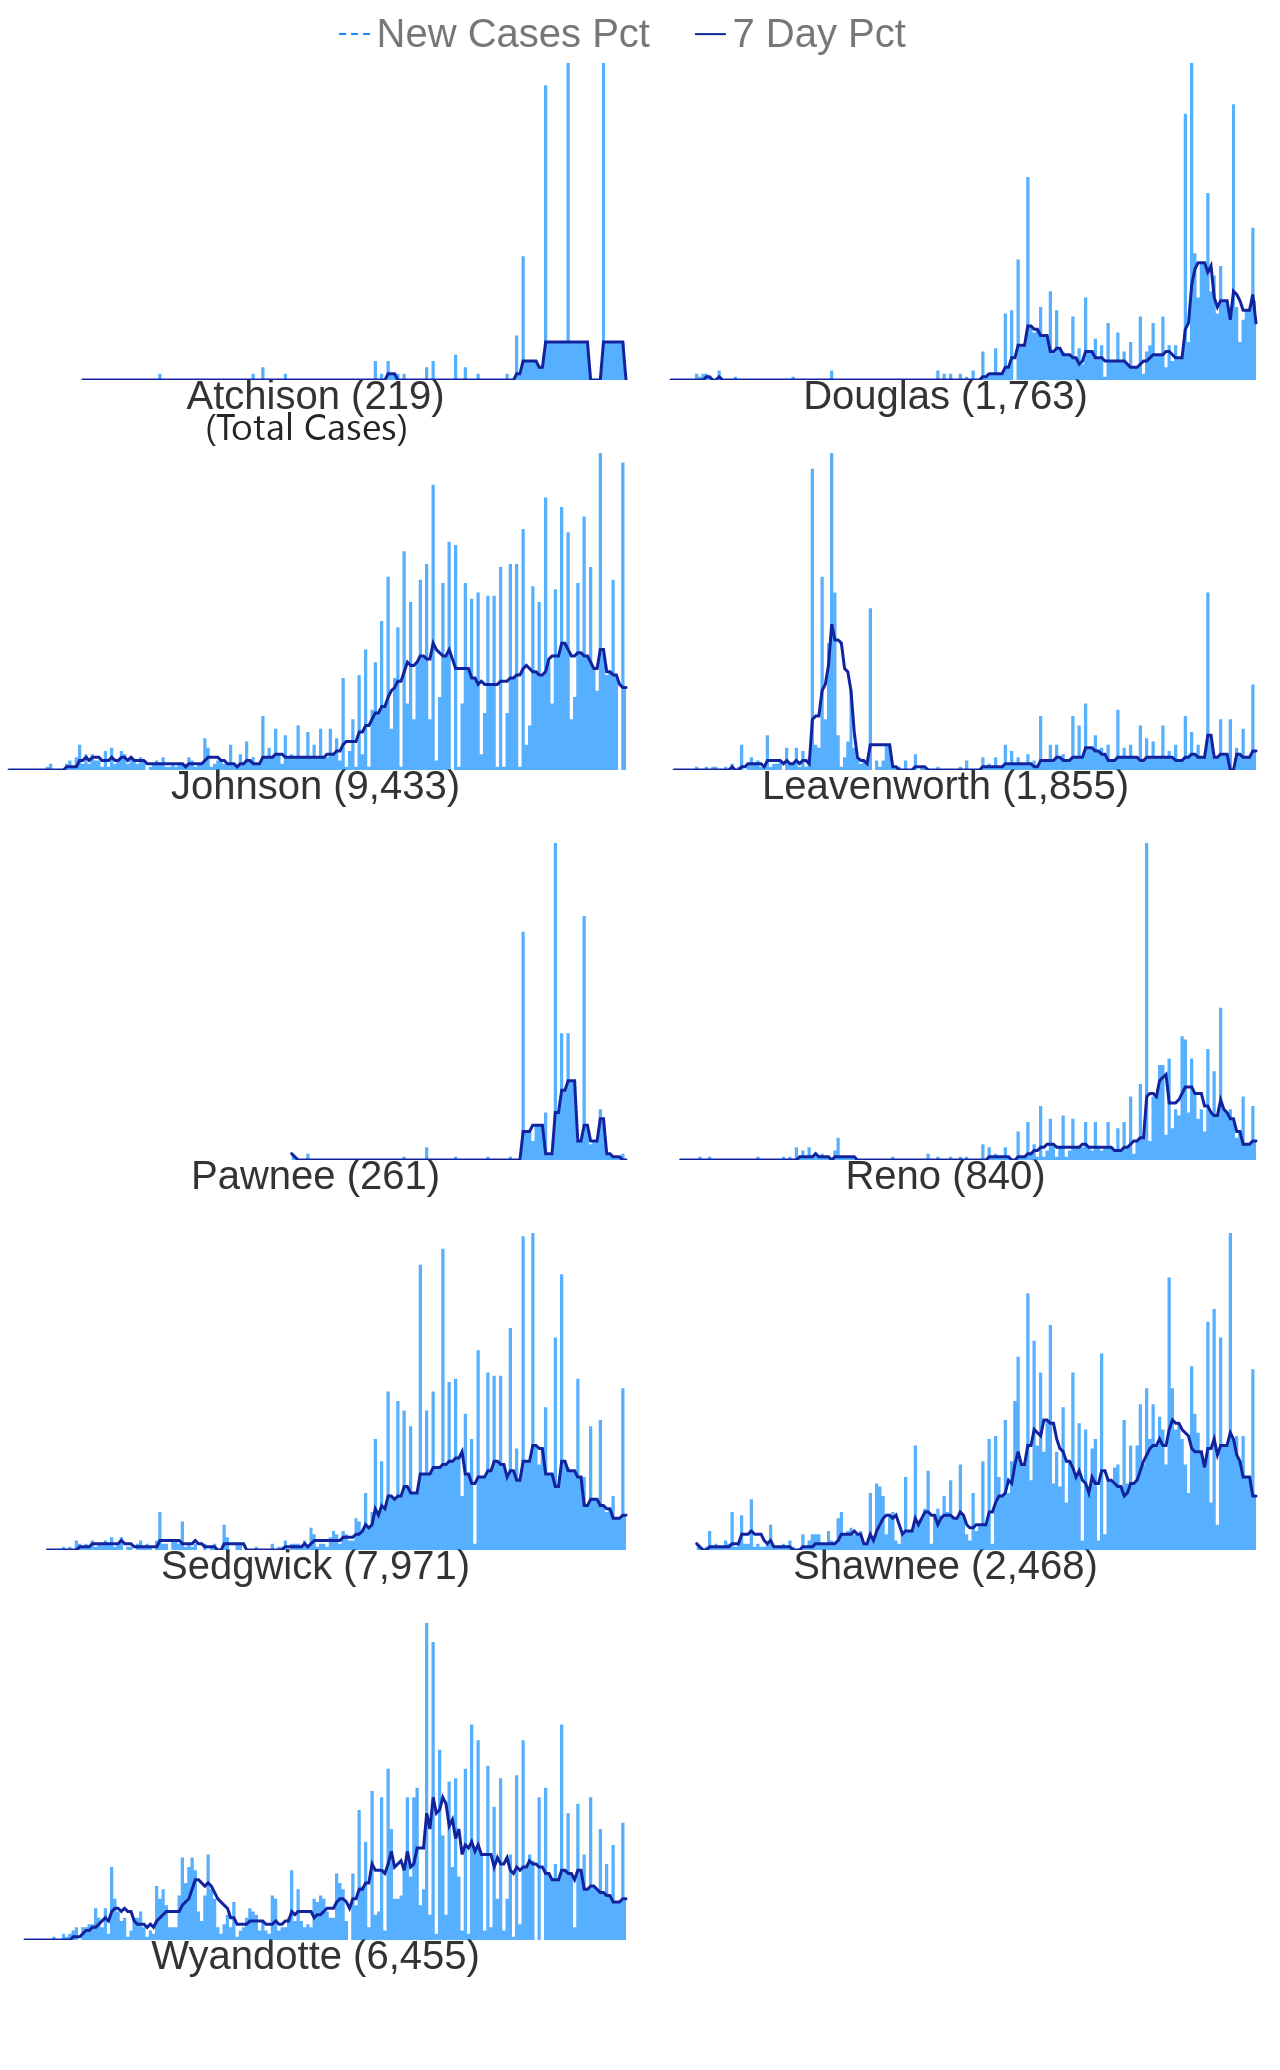 New Cases Pct 7 Day Pct
Atchison (219) Douglas (1,763)
(Total Cases)
Johnson (9,433) Leavenworth (1,855)
Pawnee (261) Reno (840)
Sedgwick (7,971) Shawnee (2,468)
Wyandotte (6,455)